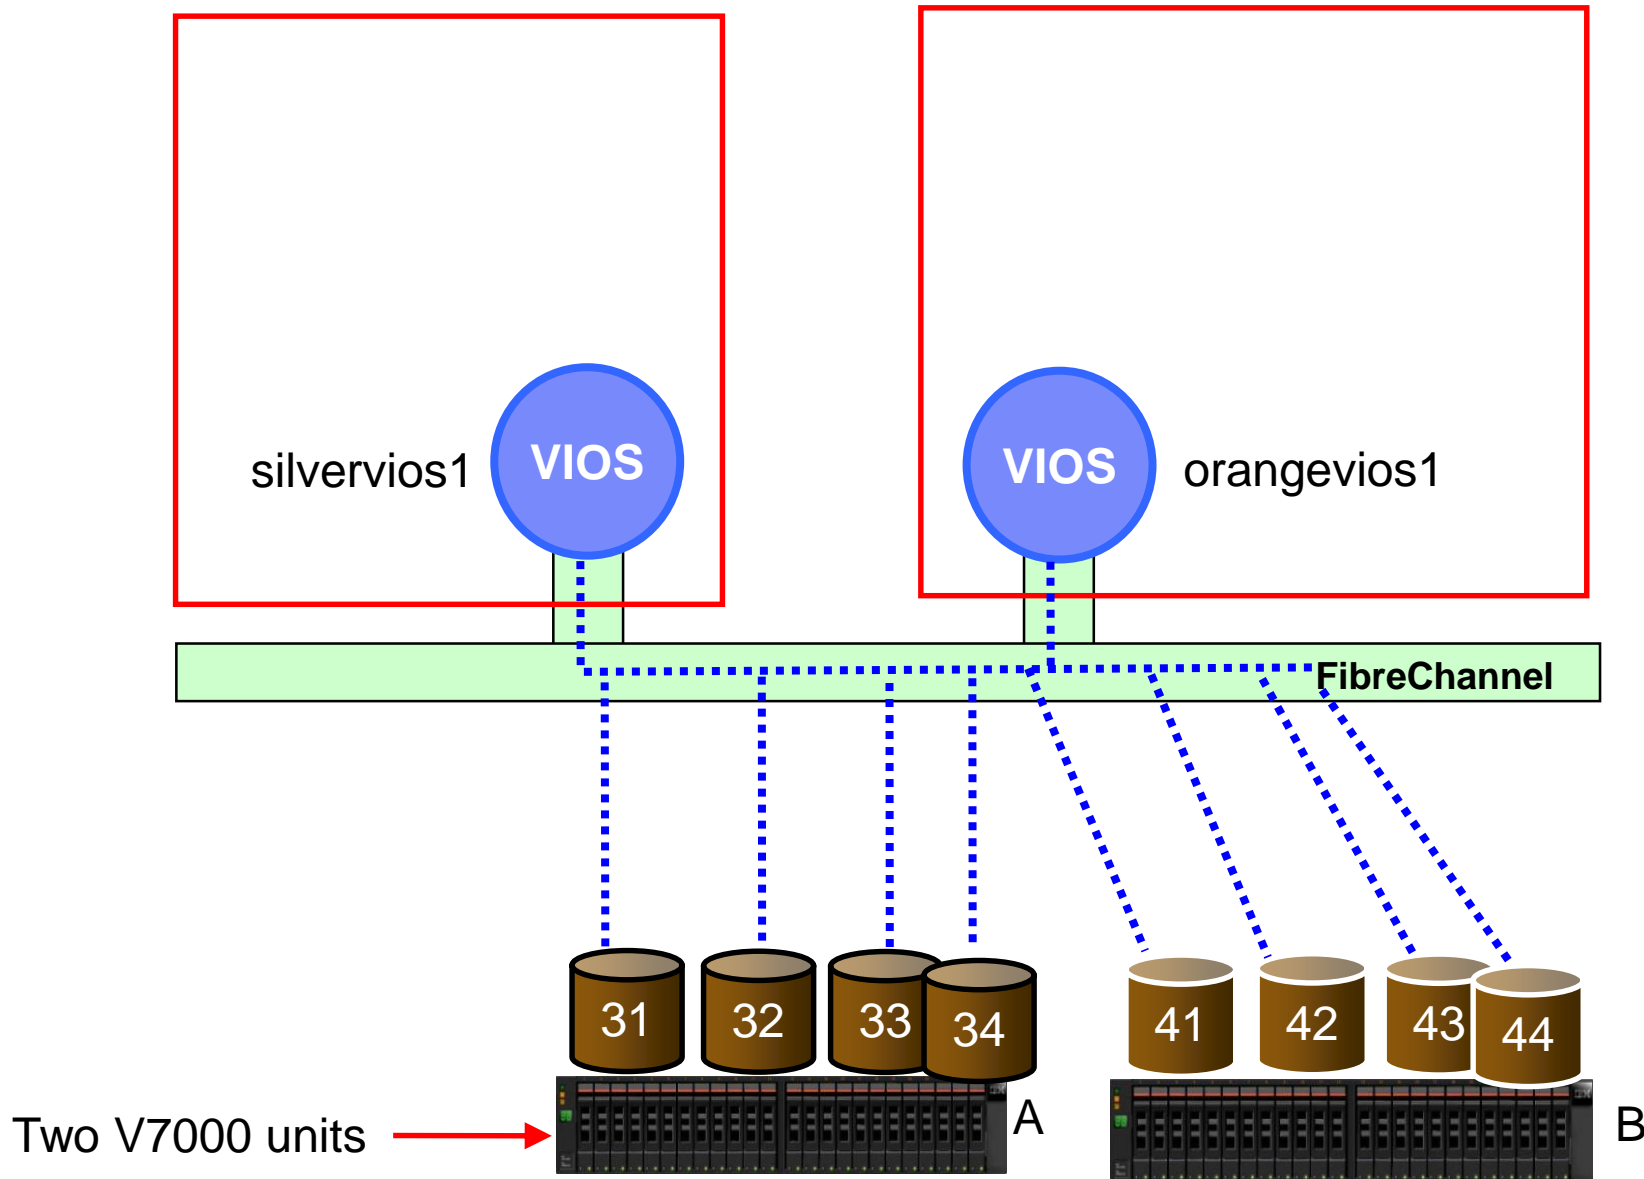 silvervios1
VIOS
VIOS
orangevios1
FibreChannel
31
32
33
34
41
42
43
44
Two V7000 units
A
B